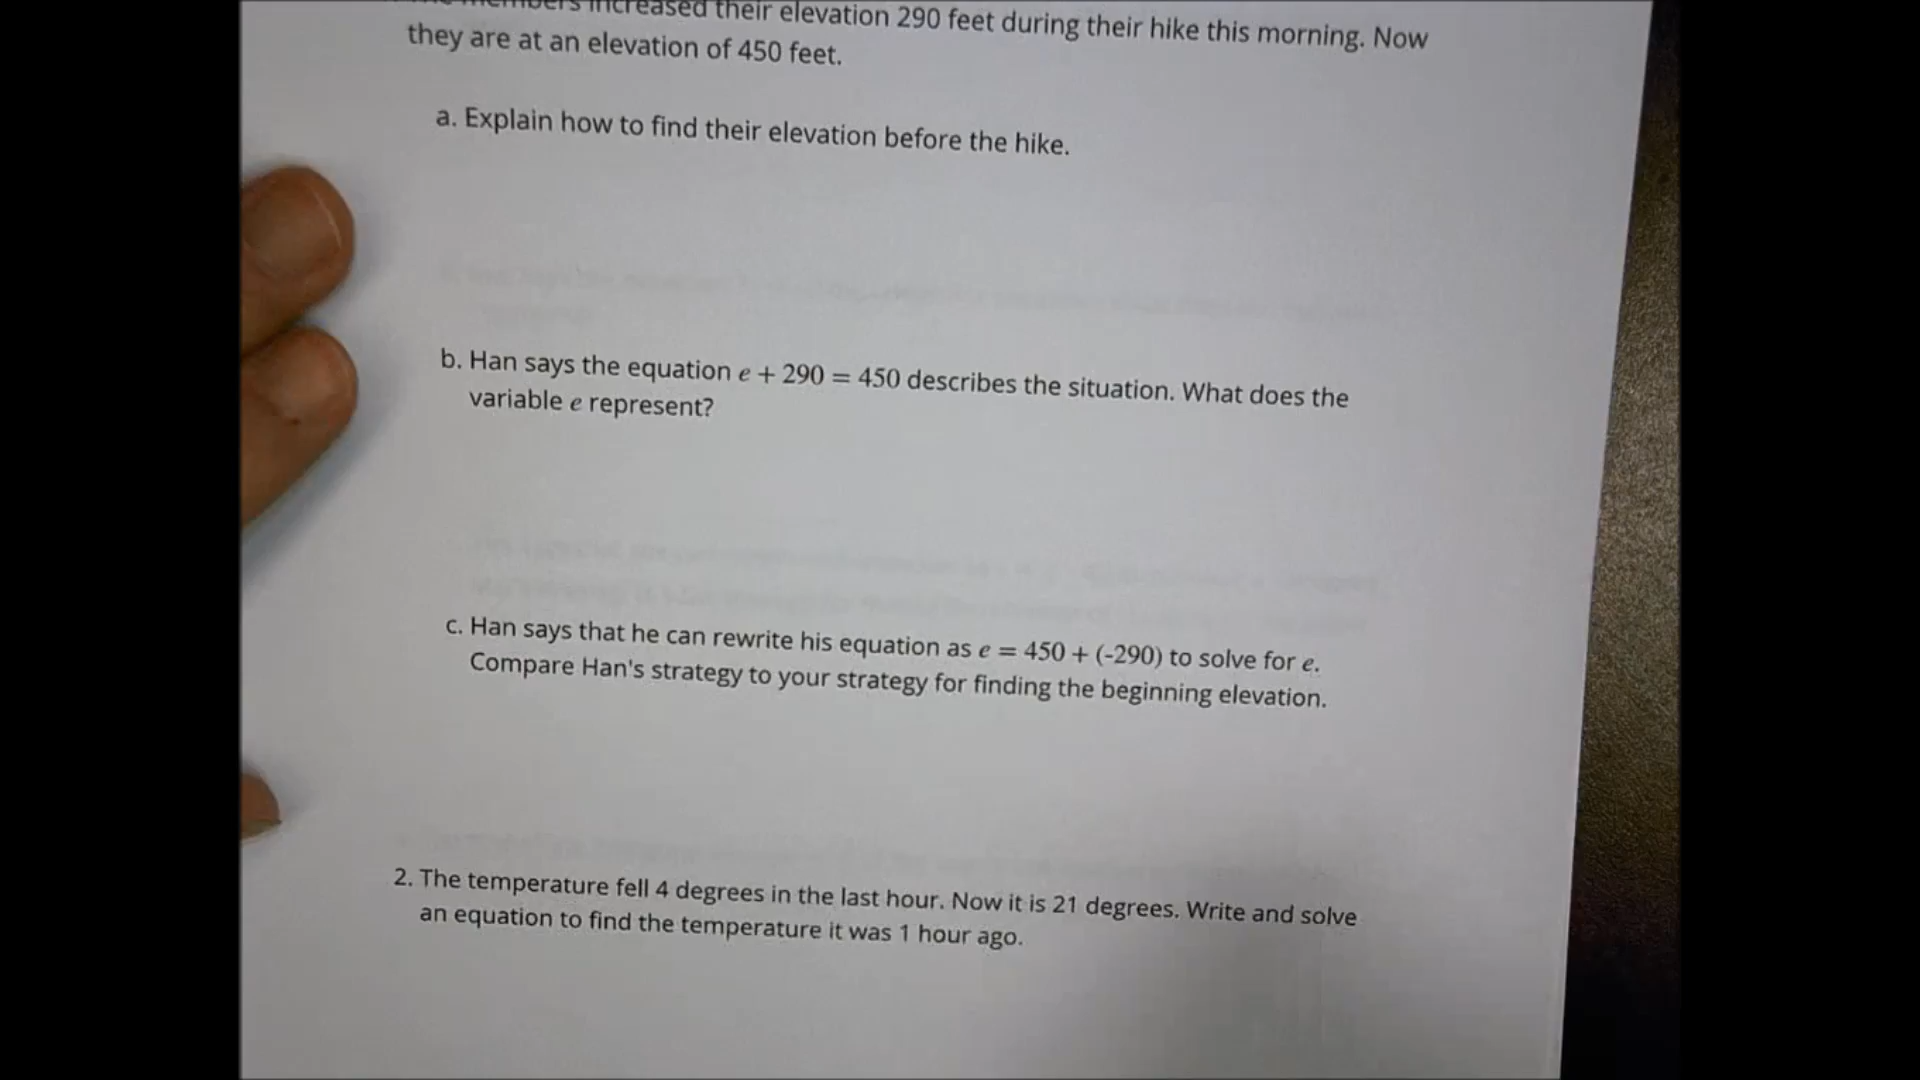 increased their elevation 290 feet during their hike this morning. Now
they are at an elevation of 450 feet.
a. Explain how to find their elevation before the hike.
b. Han says the equation e + 290 = 450 describes the situation. What does the
variable e represent?
c. Han says that he can rewrite his equation as e = 450 + (-290) to solve for e.
Compare Han's strategy to your strategy for finding the beginning elevation.
2. The temperature fell 4 degrees in the last hour. Now it is 21 degrees. Write and solve
an equation to find the temperature it was 1 hour ago.